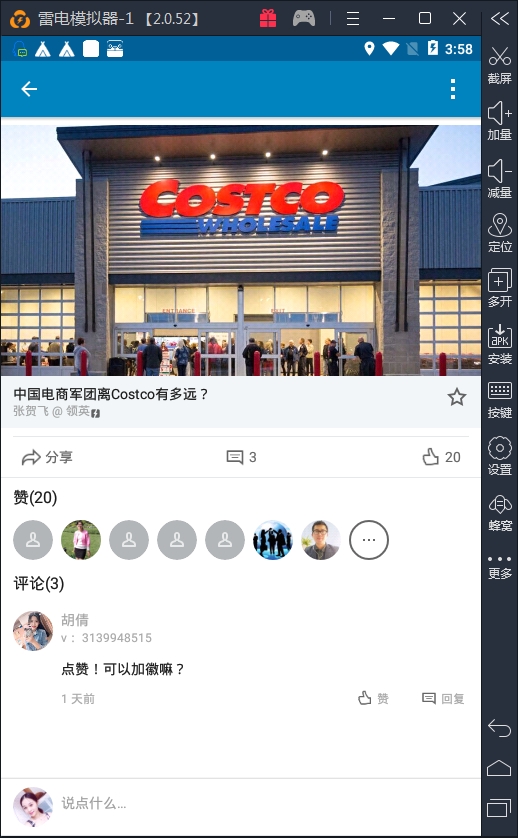 雷电模拟器-1 【2.0.52】
3:58
COSTCO
WHOLESALE
ENTRANCE
EXIT
中国电商军团离Costco有多远？
张贺飞 @ 领英
分享
3
20
赞(20)
评论(3)
胡倩
v： 3139948515
点赞！可以加徽嘛？
1 天前
赞
回复
说点什么...
截屏
加量
减量
定位
多开
APK
安装
按键
设置
蜂窝
更多